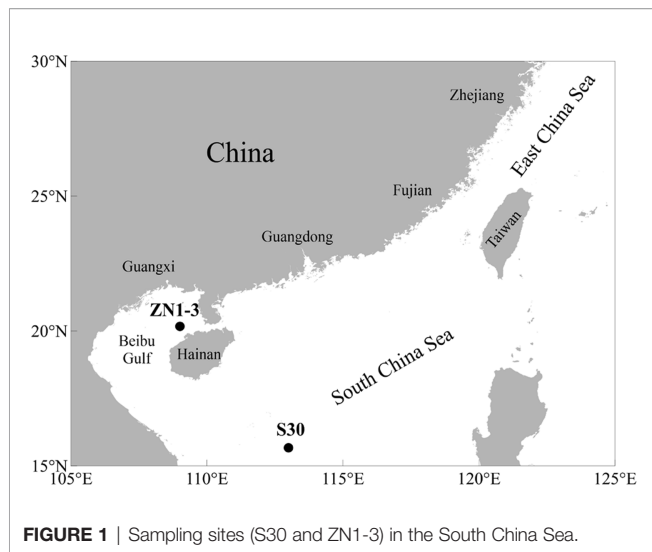 30°N
Zhejiang
East China Sea
China
25°N
Fujian
Taiwan
Guangdong
Guangxi
ZN1-3
20°N
Beibu
Gulf
Hainan
South China Sea
S30
15°N
105°E
110°E
115°E
120°E
125°E
FIGURE 1 | Sampling sites (S30 and ZN1-3) in the South China Sea.